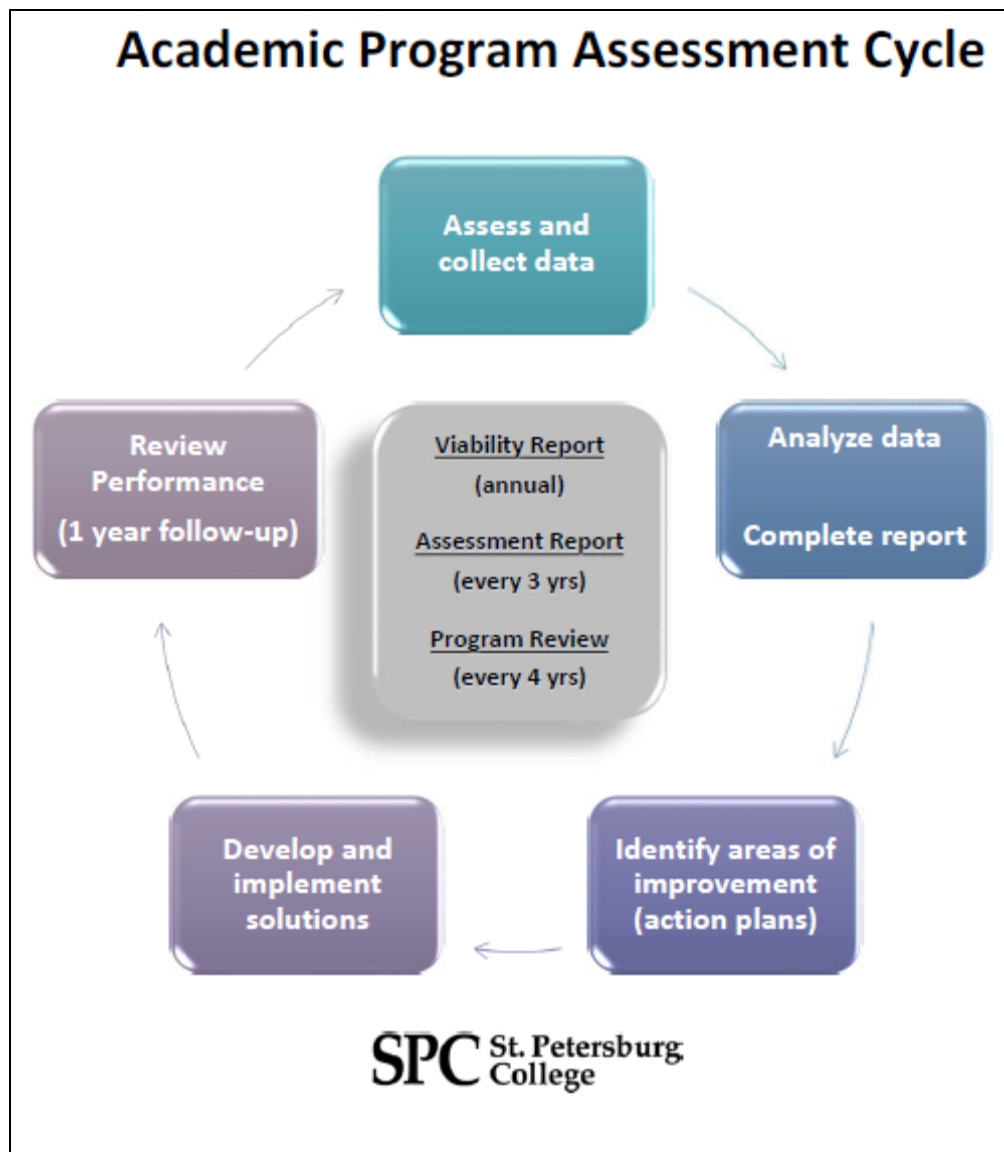 Academic Program Assessment Cycle
Assess and
collect data
Analyze data
Complete report
Identify areas of
improvement
(action plans)
Develop and
implement
solutions
Review
Performance
(1 year follow-up)
Viability Report
(annual)
Assessment Report
(every 3 yrs)
Program Review
(every 4 yrs)
SPC St. Petersburg
College